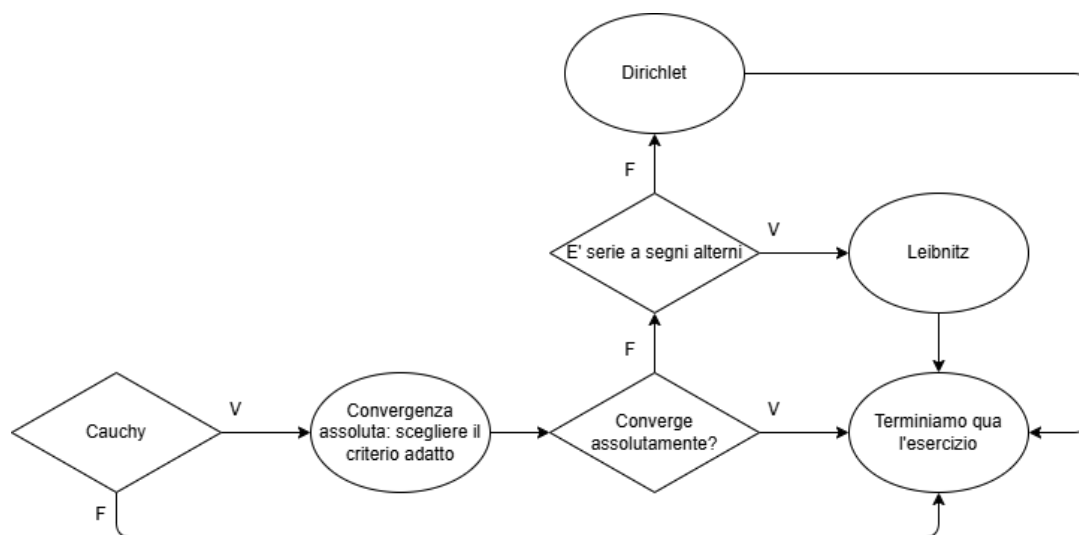 Dirichlet
F
E' serie a segni alterni
V
Leibnitz
F
Cauchy
V
Convergenza
assoluta: scegliere il
criterio adatto
Converge
assolutamente?
V
Terminiamo qua
l'esercizio
F